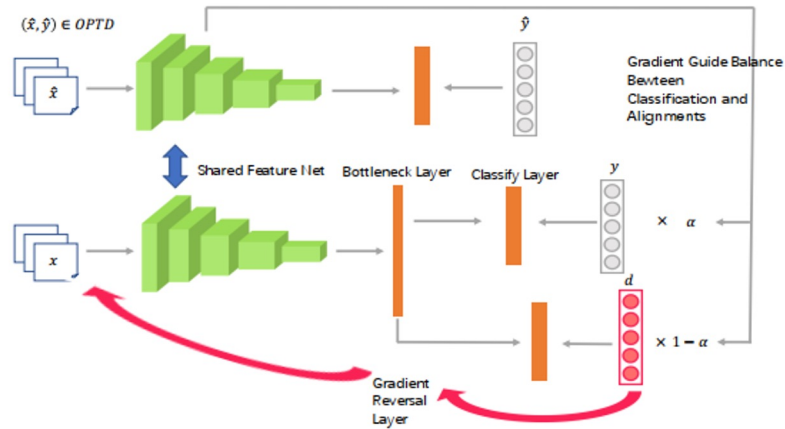 (x̂, ŷ) ∈ OPTD
ŷ
x̂
Gradient Guide Balance
Bewteen
Classification and
Alignments
Shared Feature Net
Bottleneck Layer
Classify Layer
y
x
× α
d
× 1 − α
Gradient
Reversal
Layer